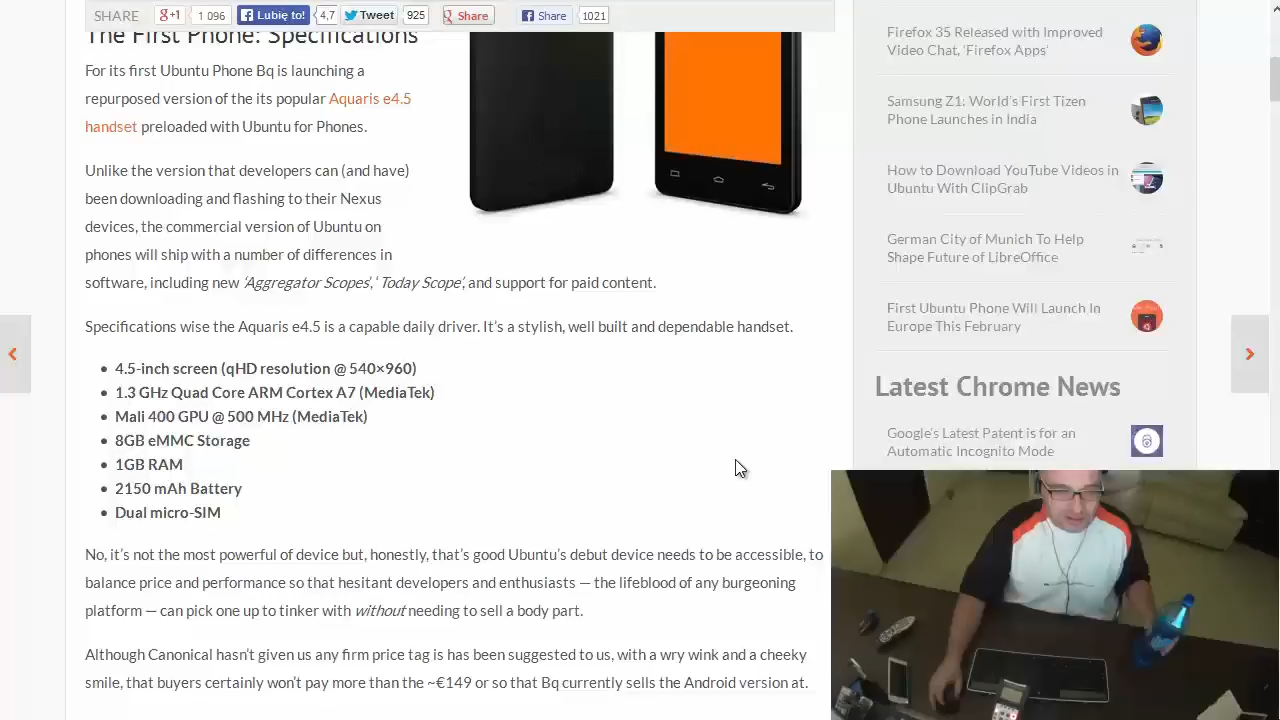 SHARE +1 1 096 Lubię to! 4,7 Tweet 925 Share Share 1021
The First Phone: Specifications
For its first Ubuntu Phone Bq is launching a
repurposed version of the its popular Aquaris e4.5
handset preloaded with Ubuntu for Phones.
Unlike the version that developers can (and have)
been downloading and flashing to their Nexus
devices, the commercial version of Ubuntu on
phones will ship with a number of differences in
software, including new ‘Aggregator Scopes’, ‘Today Scope’, and support for paid content.
Specifications wise the Aquaris e4.5 is a capable daily driver. It’s a stylish, well built and dependable handset.
• 4.5-inch screen (qHD resolution @ 540×960)
• 1.3 GHz Quad Core ARM Cortex A7 (MediaTek)
• Mali 400 GPU @ 500 MHz (MediaTek)
• 8GB eMMC Storage
• 1GB RAM
• 2150 mAh Battery
• Dual micro-SIM
No, it’s not the most powerful of device but, honestly, that’s good Ubuntu’s debut device needs to be accessible, to
balance price and performance so that hesitant developers and enthusiasts — the lifeblood of any burgeoning
platform — can pick one up to tinker with without needing to sell a body part.
Although Canonical hasn’t given us any firm price tag is has been suggested to us, with a wry wink and a cheeky
smile, that buyers certainly won’t pay more than the ~€149 or so that Bq currently sells the Android version at.
Firefox 35 Released with Improved
Video Chat, ‘Firefox Apps’
Samsung Z1: World’s First Tizen
Phone Launches in India
How to Download YouTube Videos in
Ubuntu With ClipGrab
German City of Munich To Help
Shape Future of LibreOffice
First Ubuntu Phone Will Launch In
Europe This February
Latest Chrome News
Google’s Latest Patent is for an
Automatic Incognito Mode